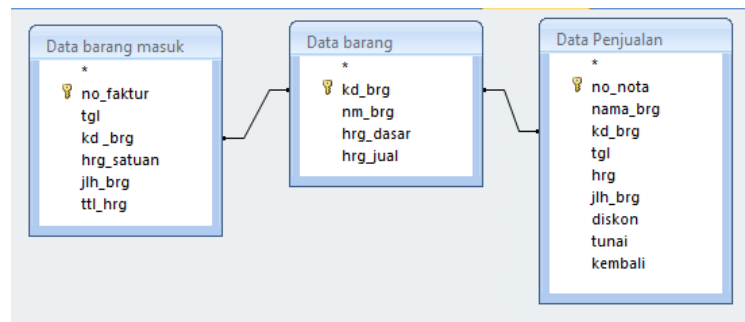 Data barang masuk
*
no_faktur
tgl
kd _brg
hrg_satuan
jlh_brg
ttl_hrg
Data barang
*
kd_brg
nm_brg
hrg_dasar
hrg_jual
Data Penjualan
*
no_nota
nama_brg
kd_brg
tgl
hrg
jlh_brg
diskon
tunai
kembali